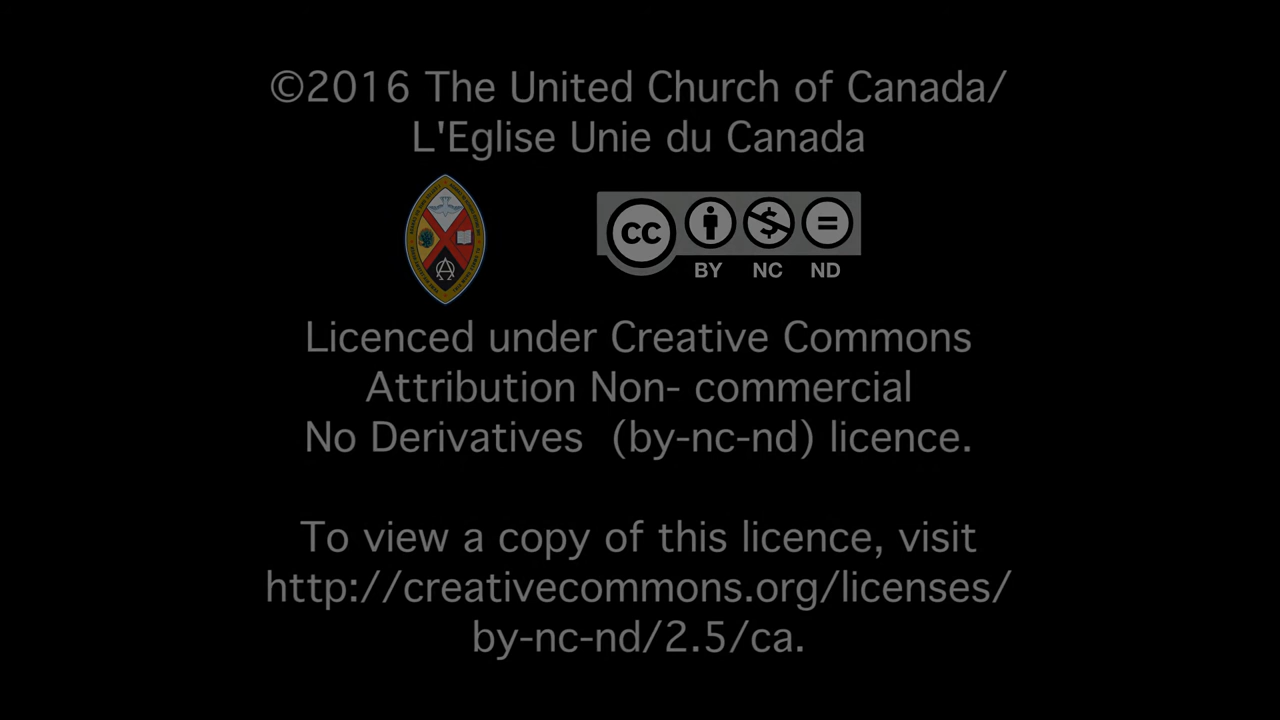 ©2016 The United Church of Canada/
L'Eglise Unie du Canada
cc
BY NC ND
Licenced under Creative Commons
Attribution Non- commercial
No Derivatives (by-nc-nd) licence.
To view a copy of this licence, visit
http://creativecommons.org/licenses/
by-nc-nd/2.5/ca.